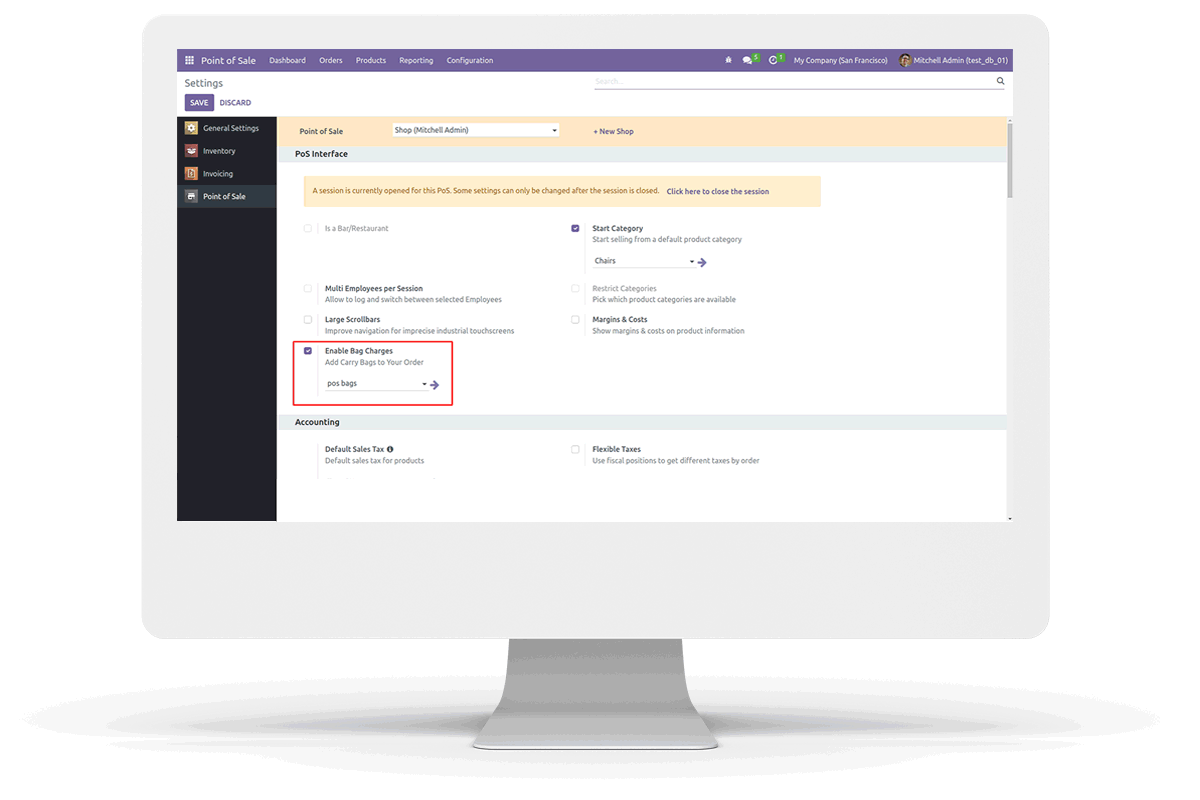 Point of Sale Dashboard Orders Products Reporting Configuration 5 1 My Company (San Francisco) Mitchell Admin (test_db_01)
Settings
Search...
SAVE DISCARD
General Settings
Inventory
Invoicing
Point of Sale
Point of Sale Shop (Mitchell Admin) + New Shop
PoS Interface
A session is currently opened for this PoS. Some settings can only be changed after the session is closed. Click here to close the session
Is a Bar/Restaurant
Start Category
Start selling from a default product category
Chairs
Multi Employees per Session
Allow to log and switch between selected Employees
Restrict Categories
Pick which product categories are available
Large Scrollbars
Improve navigation for imprecise industrial touchscreens
Margins & Costs
Show margins & costs on product information
Enable Bag Charges
Add Carry Bags to Your Order
pos bags
Accounting
Default Sales Tax
Default sales tax for products
Flexible Taxes
Use fiscal positions to get different taxes by order